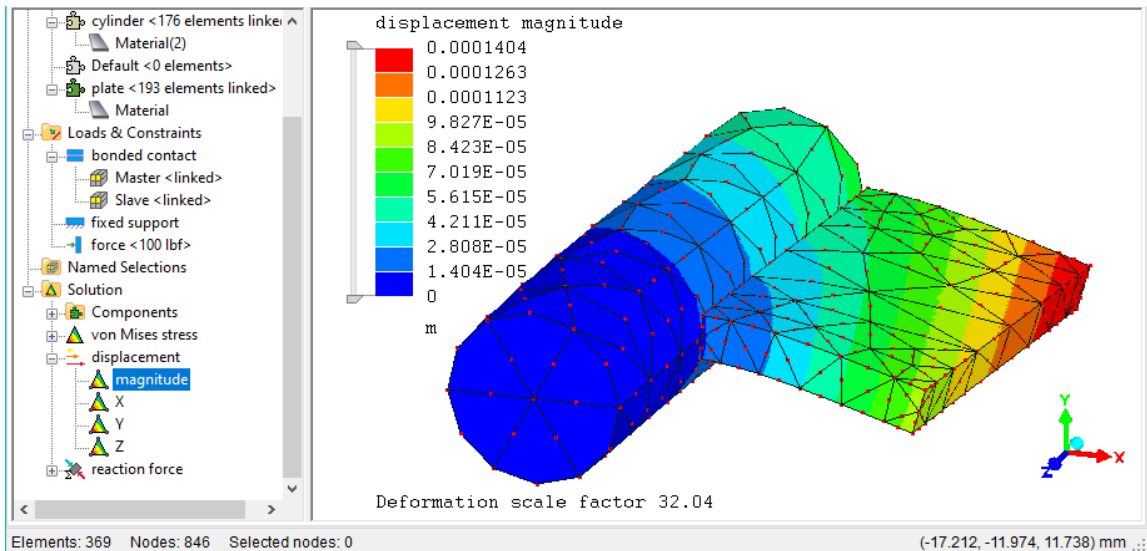 cylinder <176 elements linked
Material(2)
Default <0 elements>
plate <193 elements linked>
Material
Loads & Constraints
bonded contact
Master <linked>
Slave <linked>
fixed support
force <100 lbf>
Named Selections
Solution
Components
von Mises stress
displacement
magnitude
X
Y
Z
reaction force
displacement magnitude
0.0001404
0.0001263
0.0001123
9.827E-05
8.423E-05
7.019E-05
5.615E-05
4.211E-05
2.808E-05
1.404E-05
0
m
Y
X
Z
Deformation scale factor 32.04
Elements: 369 Nodes: 846 Selected nodes: 0 (-17.212, -11.974, 11.738) mm